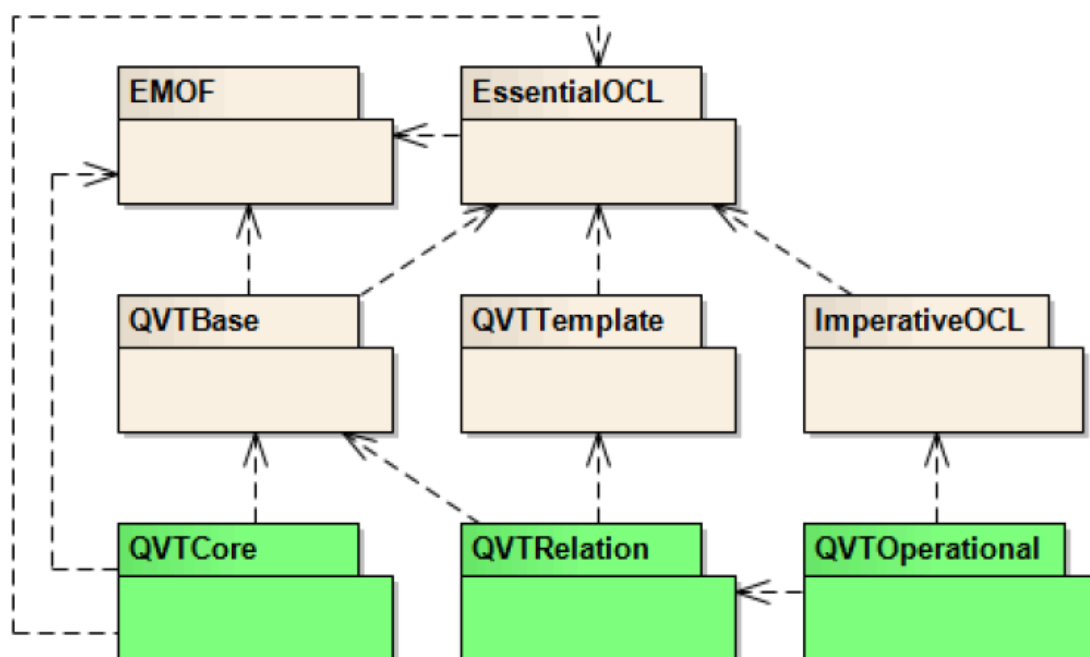 EMOF
EssentialOCL
QVTBase
QVTTemplate
ImperativeOCL
QVTCore
QVTRelation
QVTOperational